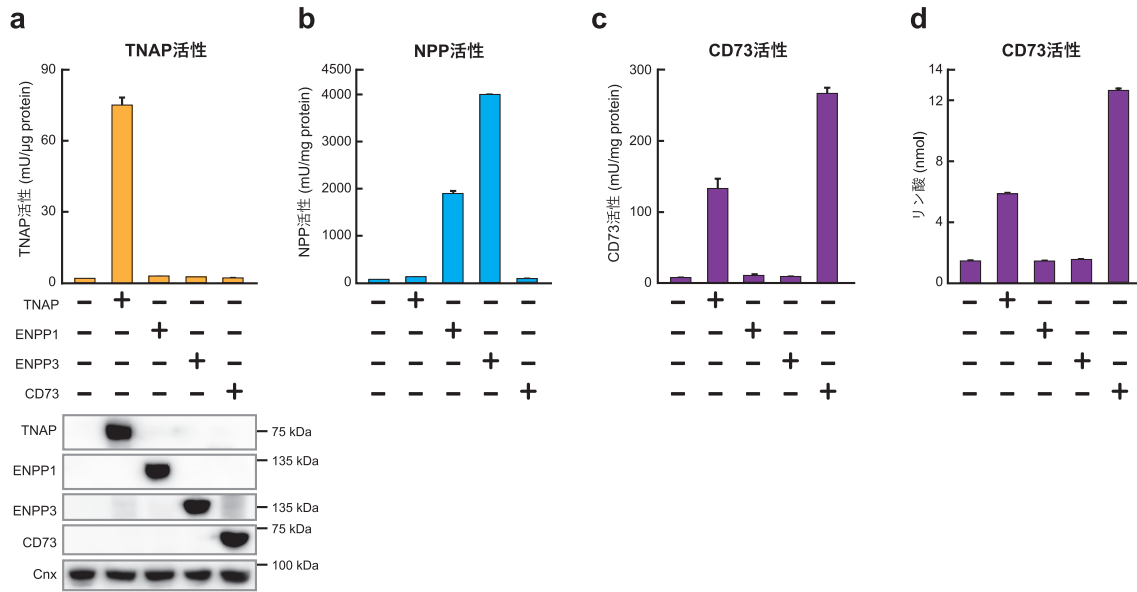 a
TNAP活性
TNAP活性 (mU/μg protein)
90
60
30
0
b
NPP活性
NPP活性 (mU/mg protein)
4500
4000
3000
2000
1000
0
c
CD73活性
CD73活性 (mU/mg protein)
300
200
100
0
d
CD73活性
リン酸 (nmol)
14
12
8
4
0
TNAP − + − − − − + − − − − + − − − − + − − −
ENPP1 − − + − − − − + − − − − + − − − − + − −
ENPP3 − − − + − − − − + − − − − + − − − − + −
CD73 − − − − + − − − − + − − − − + − − − − +
TNAP 75 kDa
ENPP1 135 kDa
ENPP3 135 kDa
CD73 75 kDa
Cnx 100 kDa